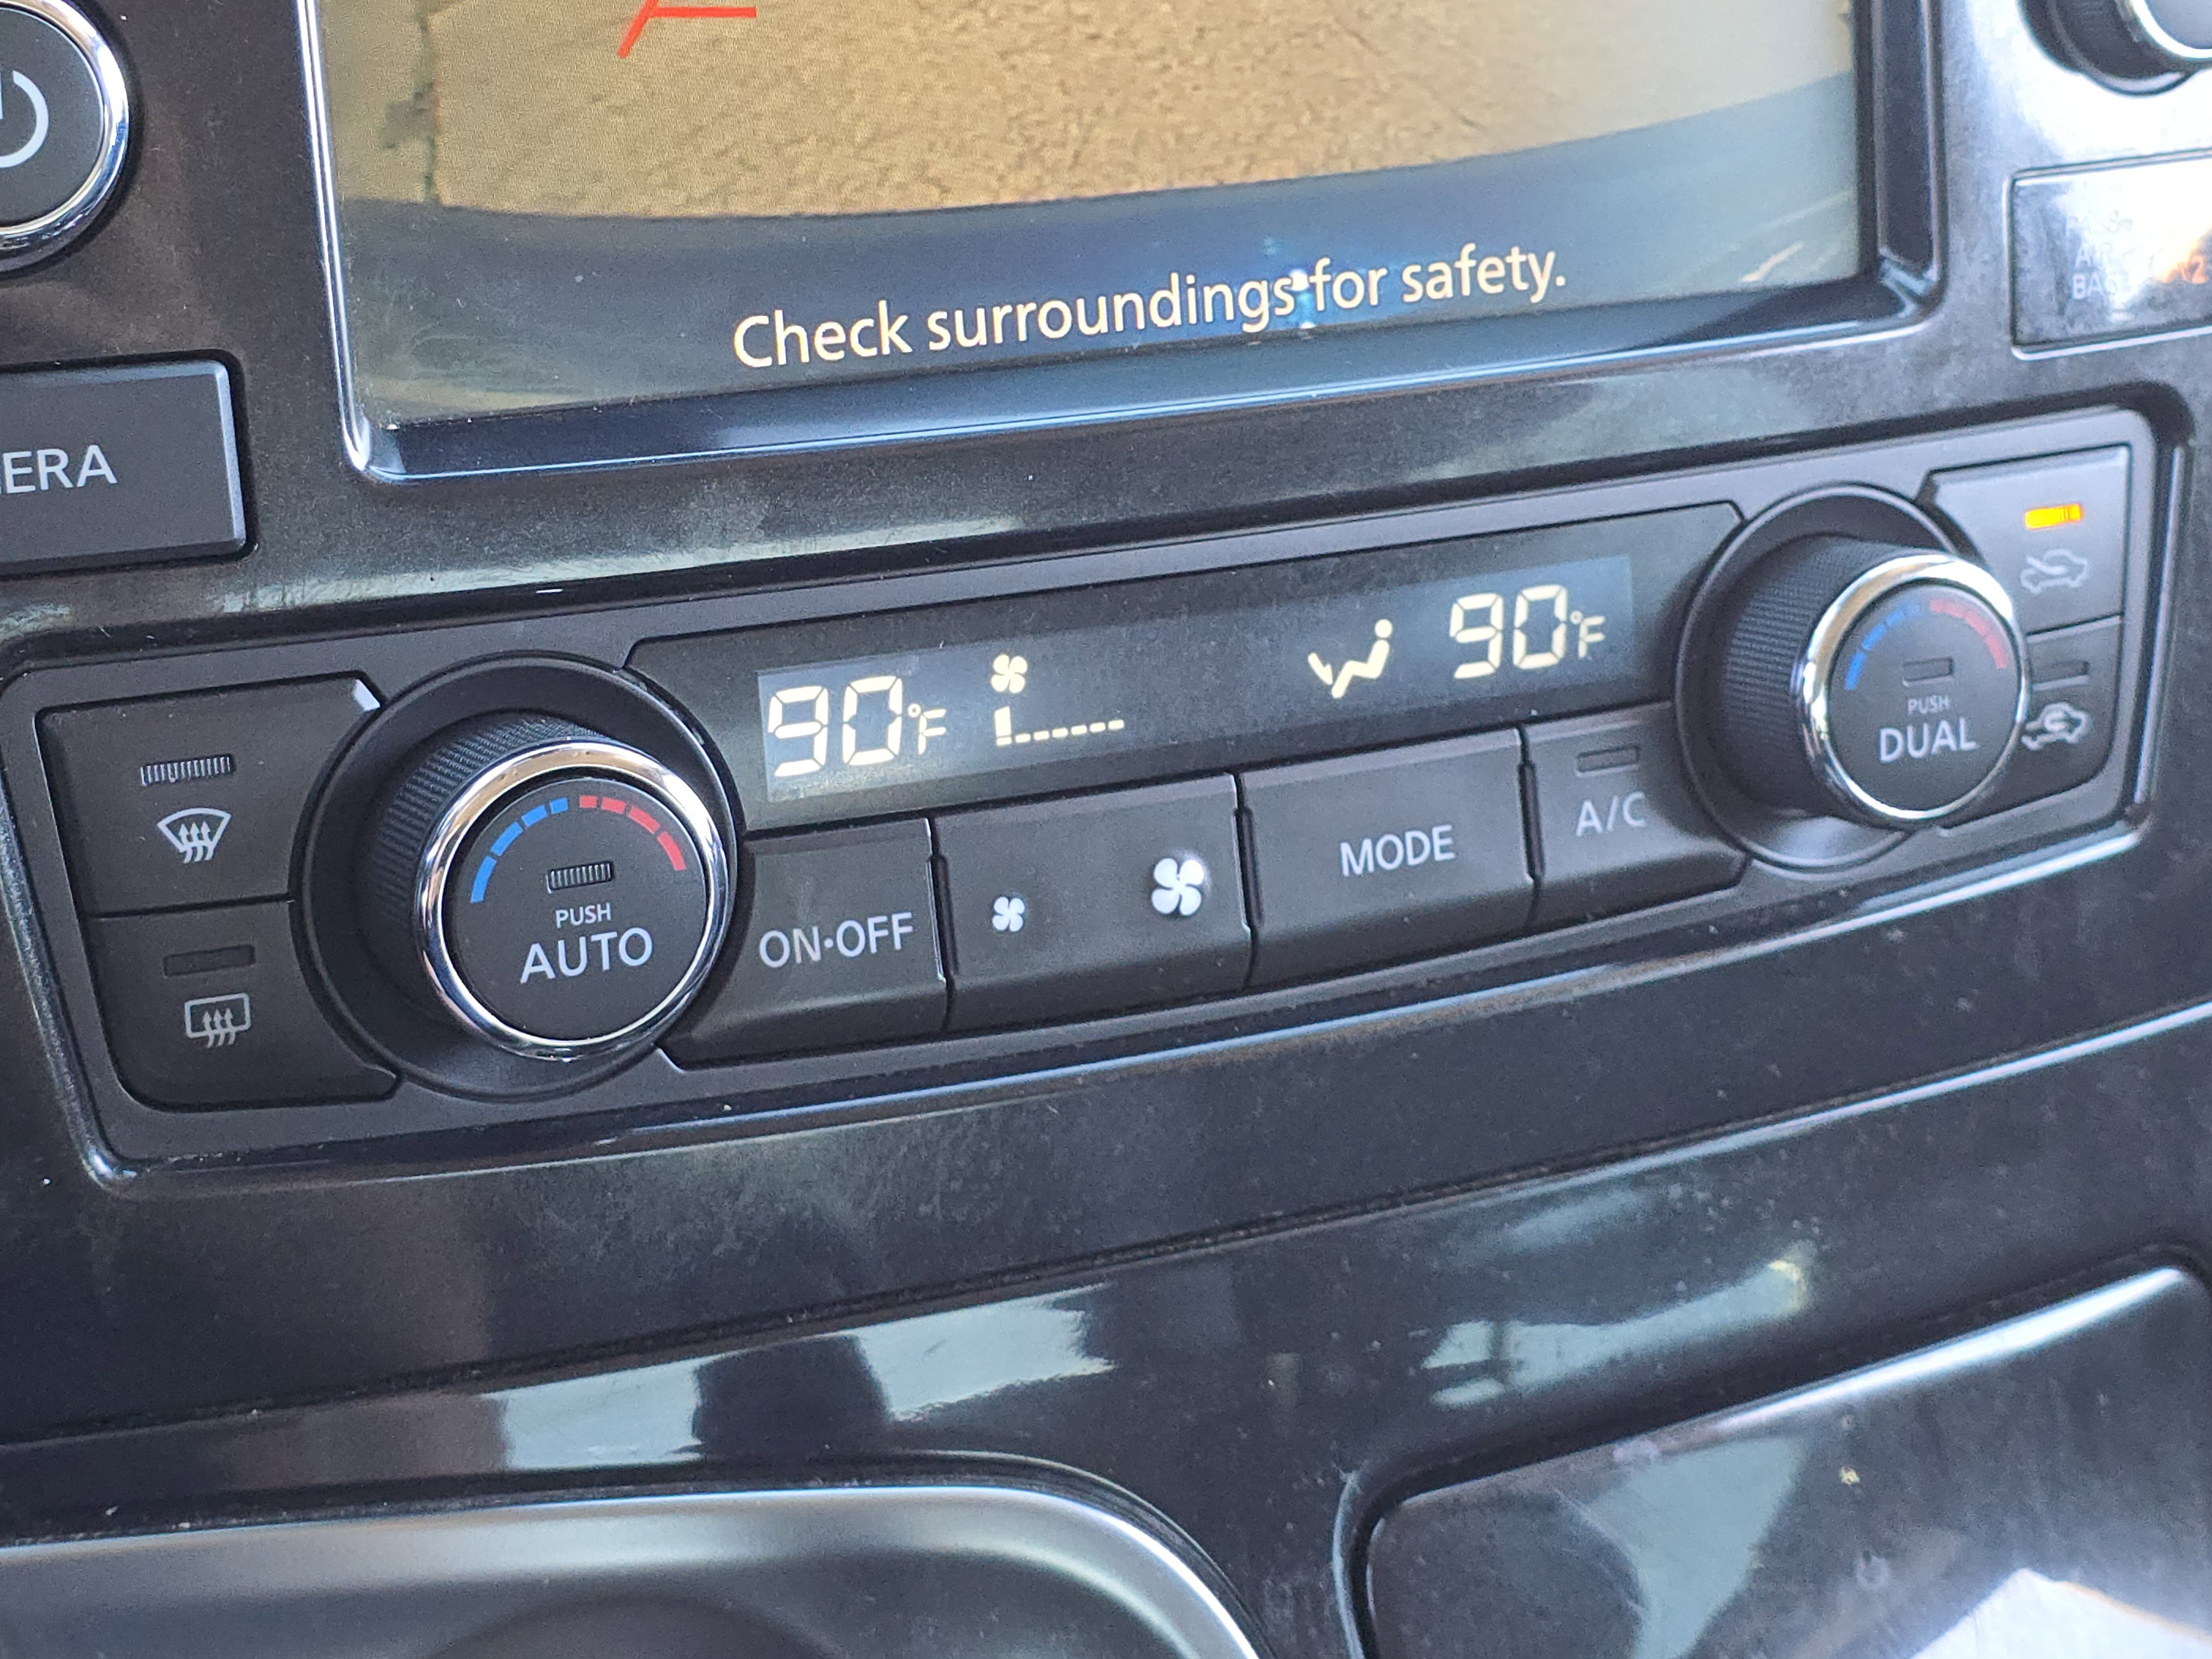 Check surroundings for safety.
ERA
90°F
90°F
PUSH
AUTO
ON•OFF
MODE
A/C
PUSH
DUAL